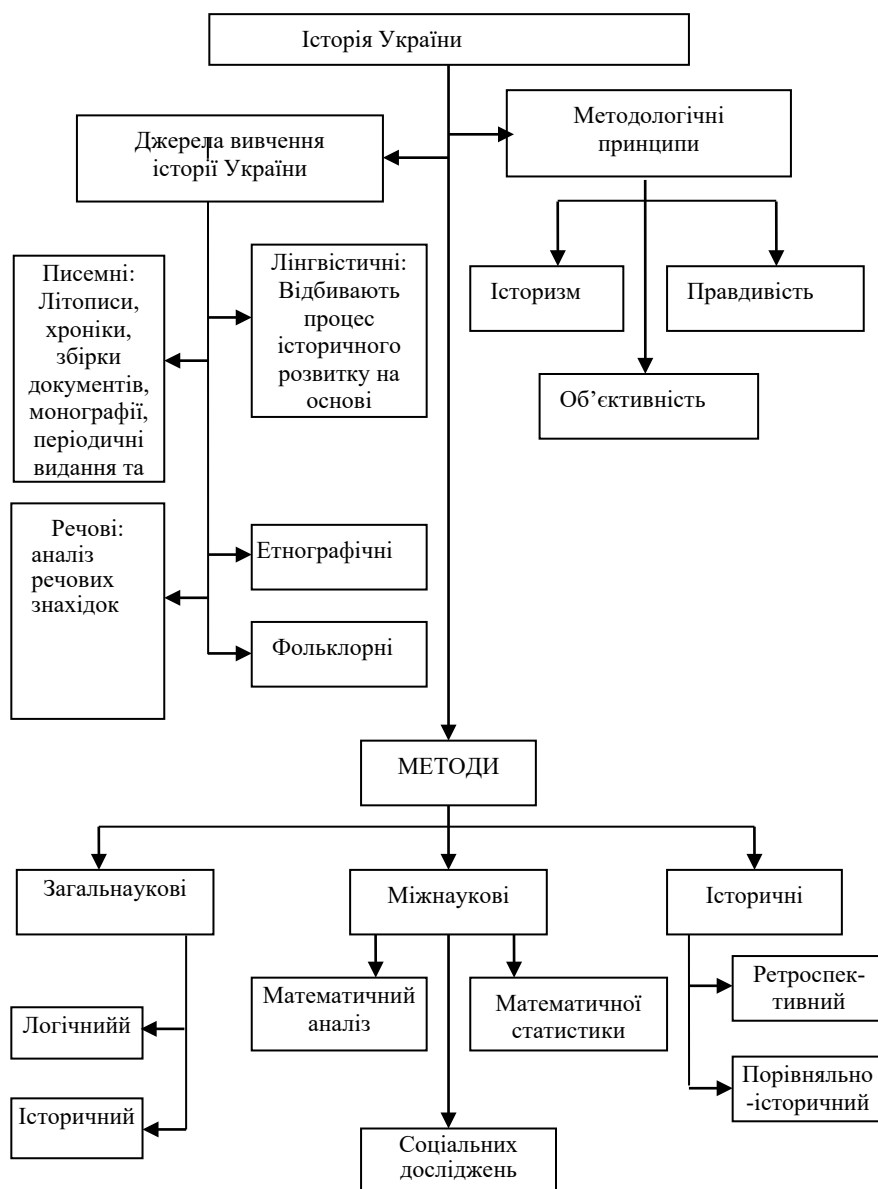 Історія України
Методологічні
принципи
Джерела вивчення
історії України
Писемні:
Літописи,
хроніки,
збірки
документів,
монографії,
періодичні
видання та
Лінгвістичні:
Відбивають
процес
історичного
розвитку на
основі
Історизм
Правдивість
Об’єктивність
Речові:
аналіз
речових
знахідок
Етнографічні
Фольклорні
МЕТОДИ
Загальнаукові
Міжнаукові
Історичні
Математичний
аналіз
Математичної
статистики
Ретроспек-
тивний
Логічнийй
Історичний
Порівняльно
-історичний
Соціальних
досліджень